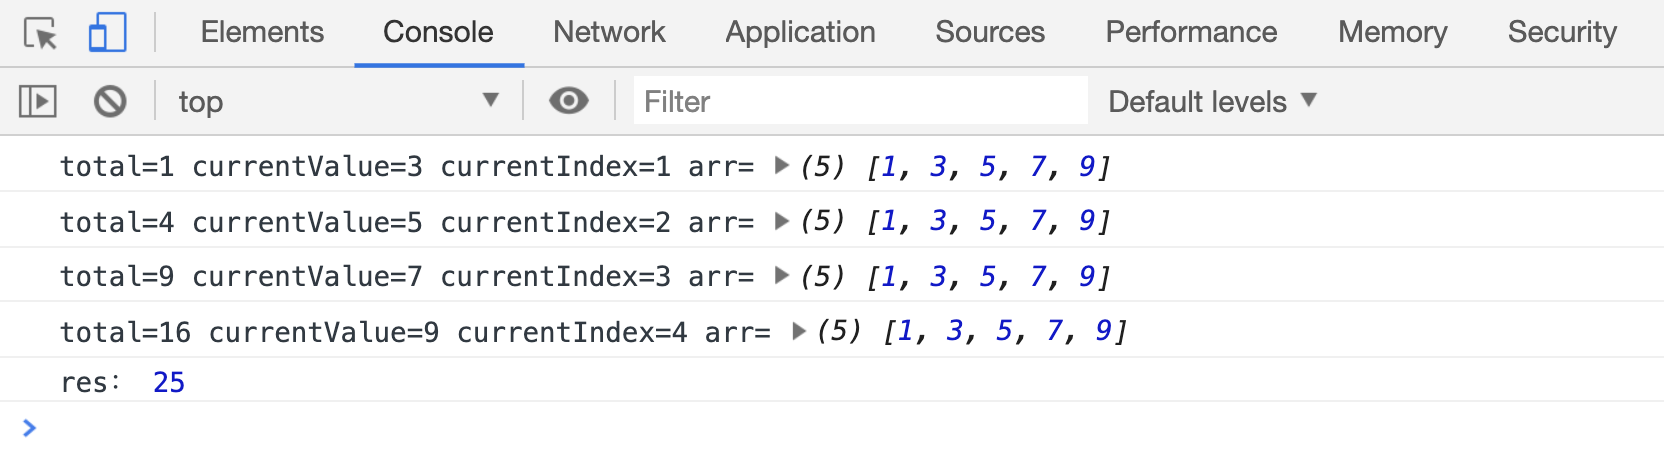 Elements Console Network Application Sources Performance Memory Security
top Filter Default levels
total=1 currentValue=3 currentIndex=1 arr= (5) [1, 3, 5, 7, 9]
total=4 currentValue=5 currentIndex=2 arr= (5) [1, 3, 5, 7, 9]
total=9 currentValue=7 currentIndex=3 arr= (5) [1, 3, 5, 7, 9]
total=16 currentValue=9 currentIndex=4 arr= (5) [1, 3, 5, 7, 9]
res： 25